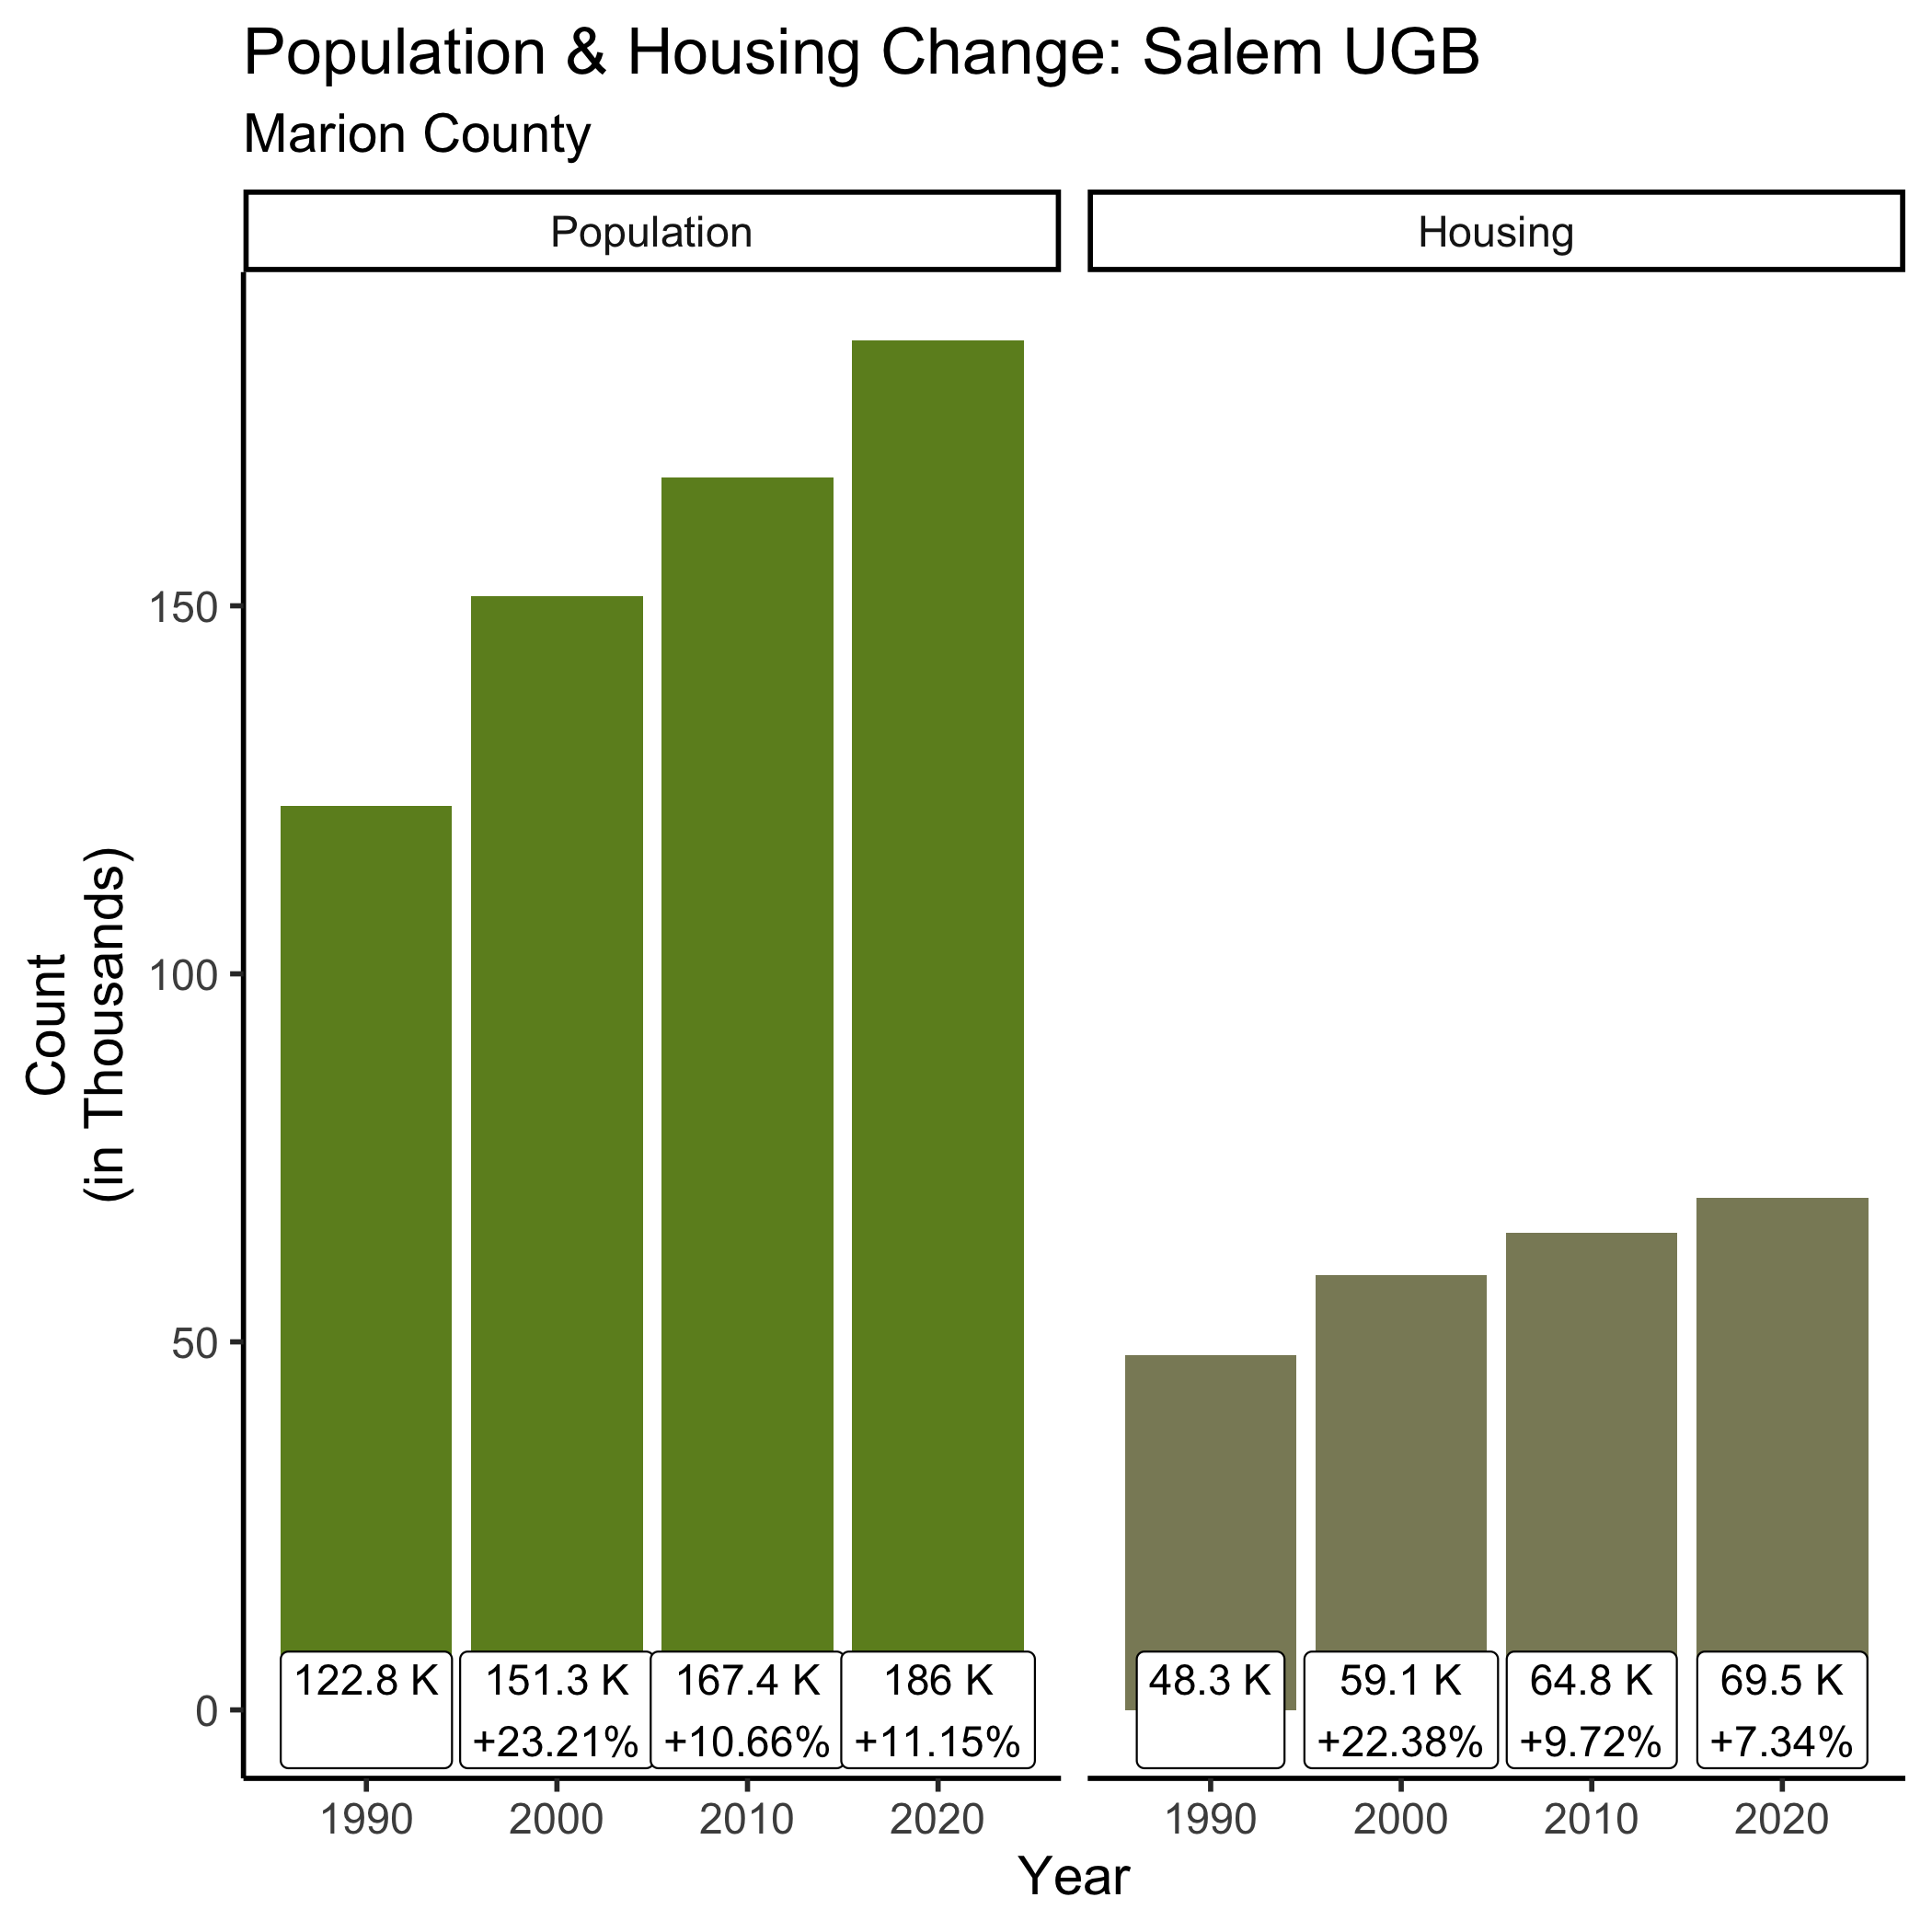 Population & Housing Change: Salem UGB
Marion County
Population
Housing
Count
(in Thousands)
150
100
50
0
122.8 K
151.3 K
+23.21%
167.4 K
+10.66%
186 K
+11.15%
48.3 K
59.1 K
+22.38%
64.8 K
+9.72%
69.5 K
+7.34%
1990
2000
2010
2020
1990
2000
2010
2020
Year